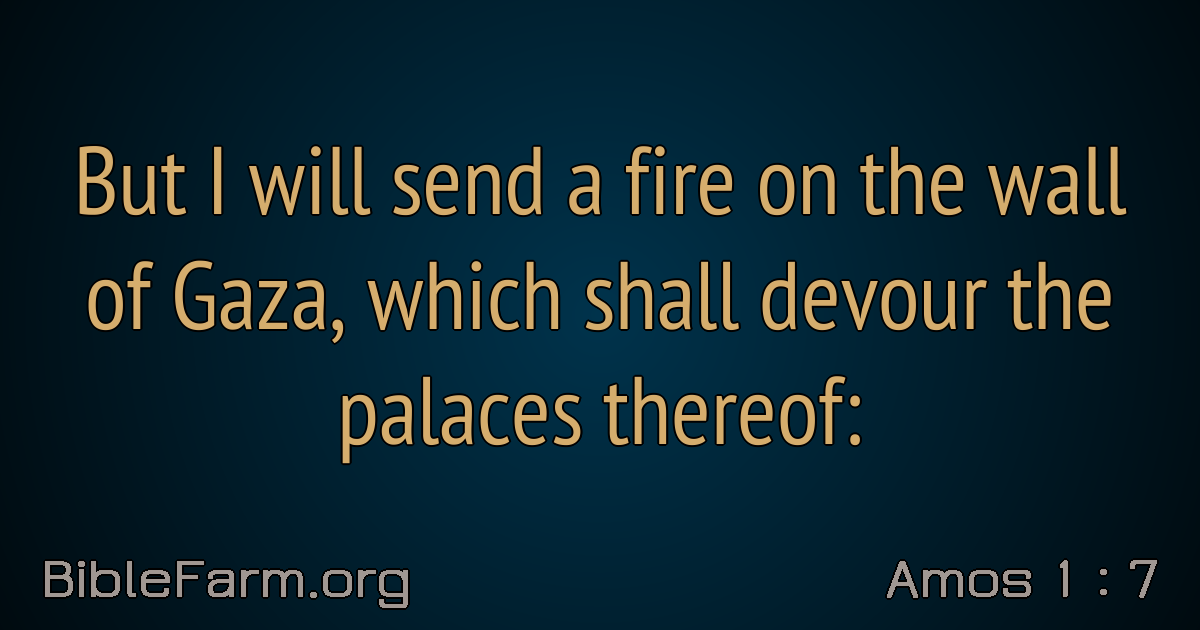 But I will send a fire on the wall
of Gaza, which shall devour the
palaces thereof:
BibleFarm.org
Amos 1 : 7